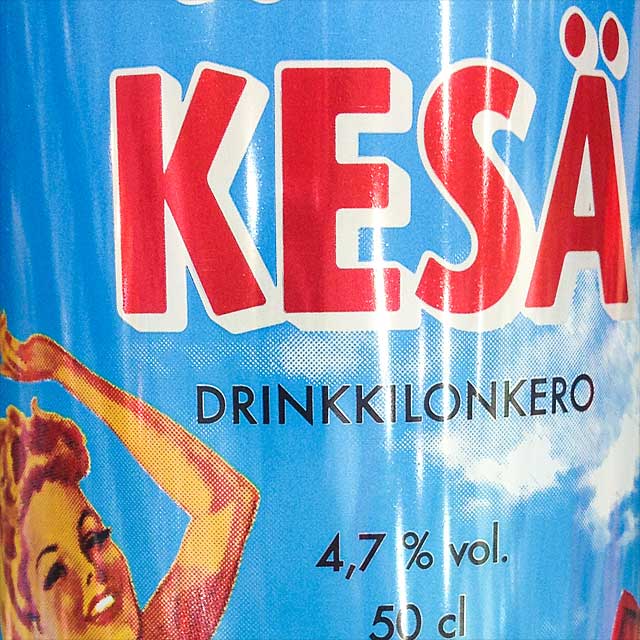 KESÄ
DRINKKILONKERO
4,7 % vol.
50 cl